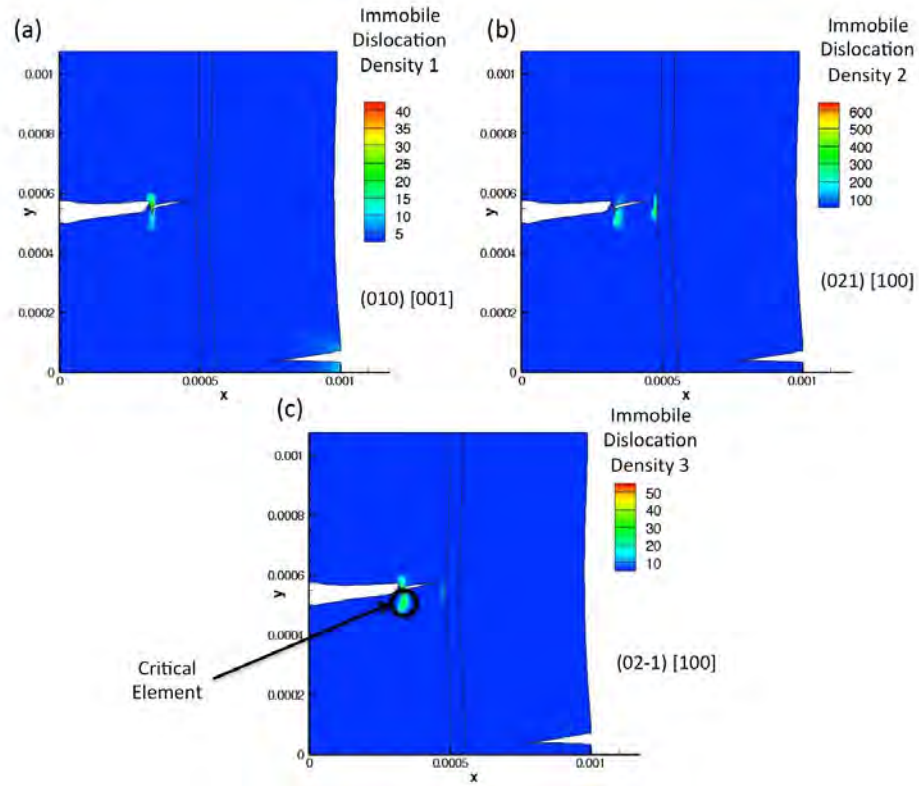 (a)
Immobile
Dislocation
Density 1
40
35
30
25
20
15
10
5
0.001
0.0008
0.0006
0.0004
0.0002
0
y
0
0.0005
0.001
x
(010) [001]
(b)
Immobile
Dislocation
Density 2
600
500
400
300
200
100
0.001
0.0008
0.0006
0.0004
0.0002
0
y
0
0.0005
0.001
x
(021) [100]
(c)
Immobile
Dislocation
Density 3
50
40
30
20
10
0.001
0.0008
0.0006
0.0004
0.0002
0
y
0
0.0005
0.001
x
(02-1) [100]
Critical
Element